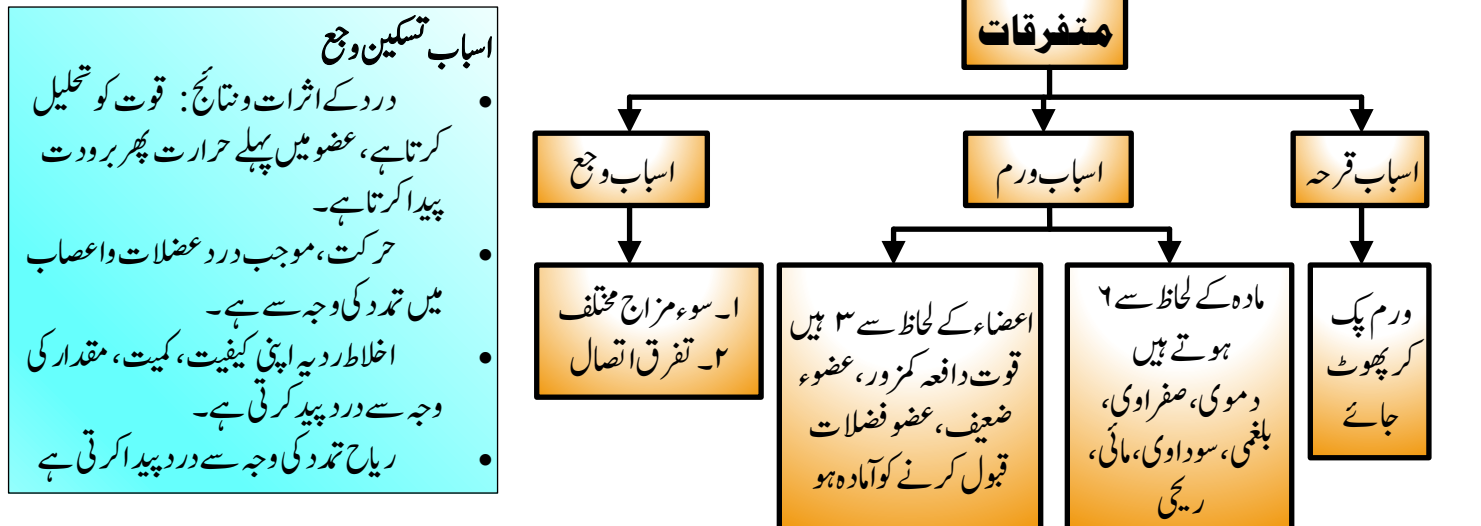 متفرقات
اسباب قرحہ
اسباب ورم
اسباب وجع
ورم پک
کر پھوٹ
جائے
مادہ کے لحاظ سے ۶
ہوتے ہیں
دموی، صفراوی،
بلغمی، سوداوی، مائی،
ریحی
اعضاء کے لحاظ سے ۳ ہیں
قوت دافعہ کمزور، عضوء
ضعیف، عضو فضلات
قبول کرنے کو آمادہ ہو
۱۔ سوء مزاج مختلف
۲۔ تفرق اتصال
اسباب تسکین وجع
• درد کے اثرات و نتائج: قوت کو تحلیل
کرتا ہے، عضو میں پہلے حرارت پھر برودت
پیدا کرتا ہے۔
• حرکت، موجب درد عضلات و اعصاب
میں تمدد کی وجہ سے ہے۔
• اخلاط ردیہ اپنی کیفیت، کمیت، مقدار کی
وجہ سے درد پید کرتی ہے۔
• ریاح تمدد کی وجہ سے درد پیدا کرتی ہے